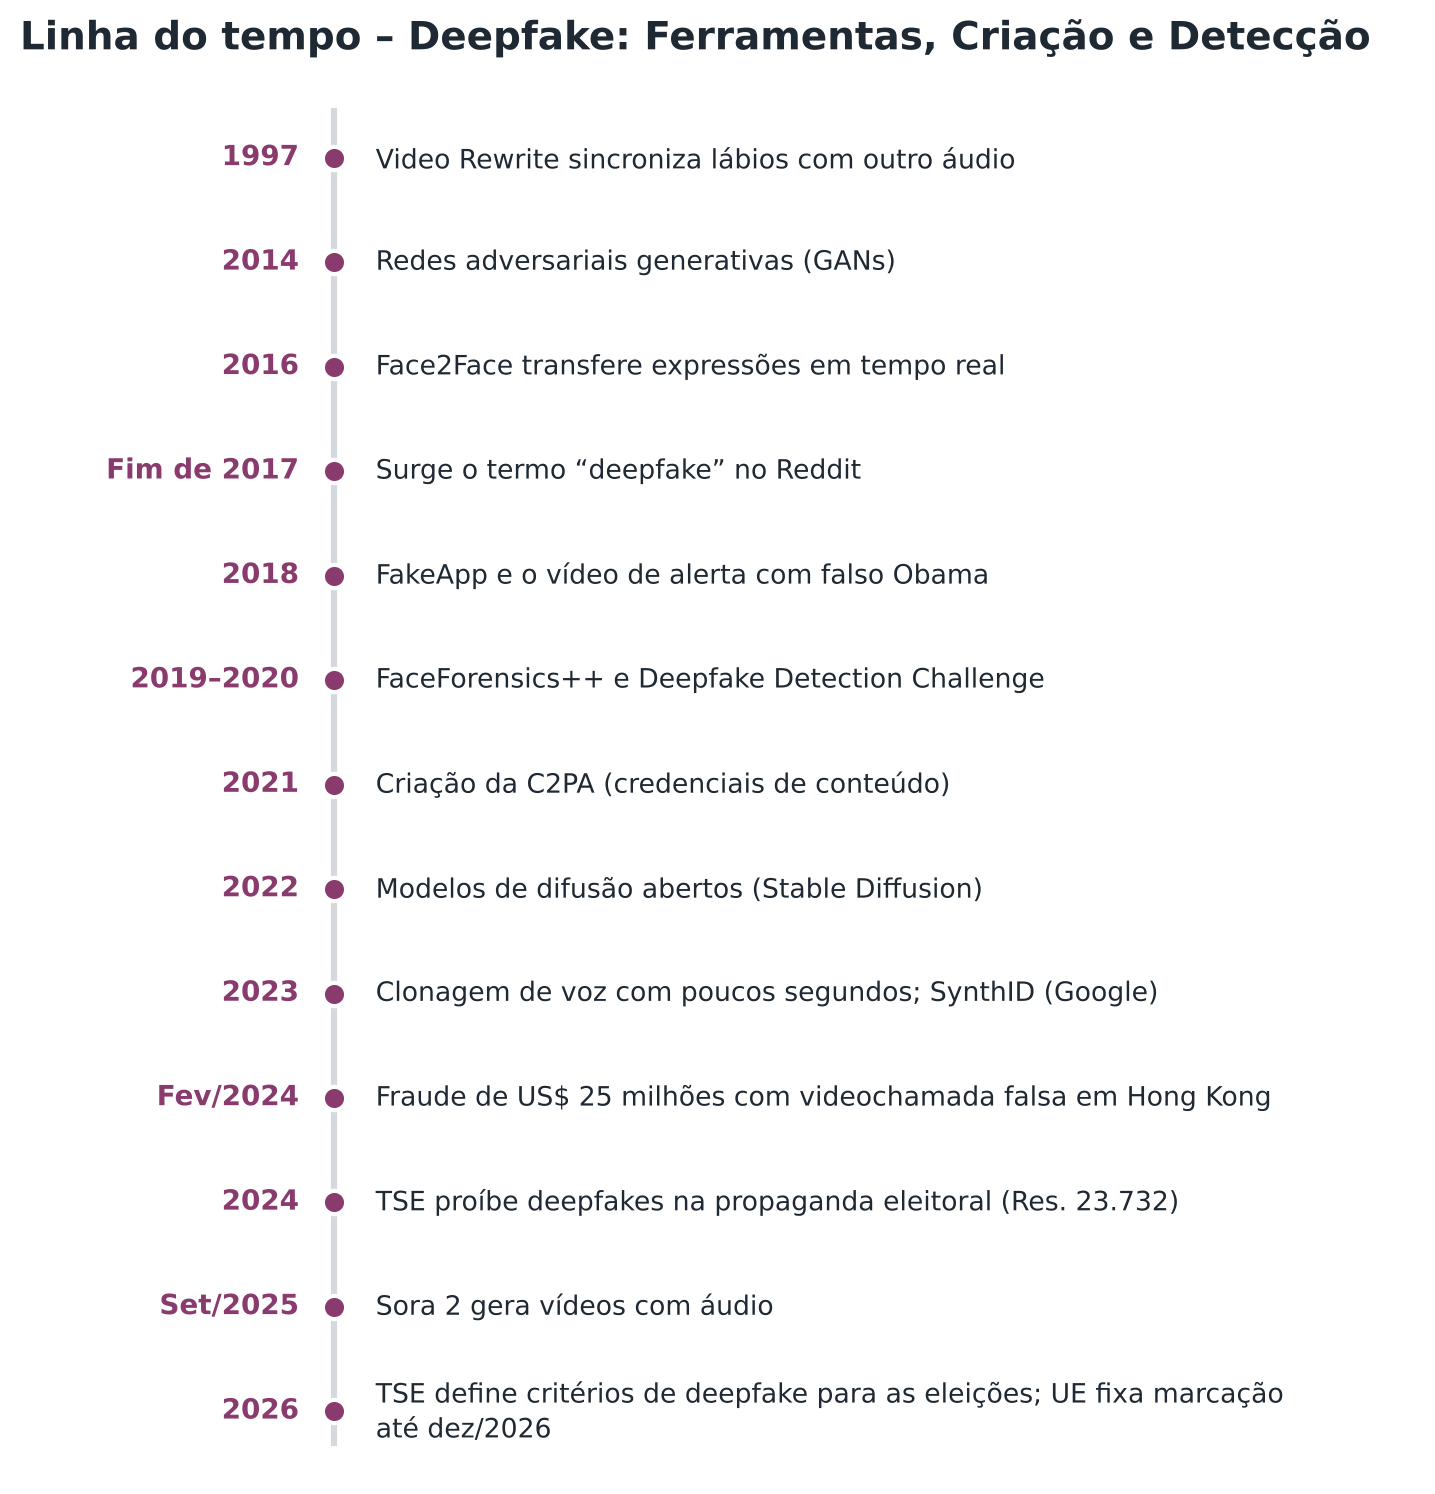 Linha do tempo – Deepfake: Ferramentas, Criação e Detecção
1997
Video Rewrite sincroniza lábios com outro áudio
2014
Redes adversariais generativas (GANs)
2016
Face2Face transfere expressões em tempo real
Fim de 2017
Surge o termo “deepfake” no Reddit
2018
FakeApp e o vídeo de alerta com falso Obama
2019–2020
FaceForensics++ e Deepfake Detection Challenge
2021
Criação da C2PA (credenciais de conteúdo)
2022
Modelos de difusão abertos (Stable Diffusion)
2023
Clonagem de voz com poucos segundos; SynthID (Google)
Fev/2024
Fraude de US$ 25 milhões com videochamada falsa em Hong Kong
2024
TSE proíbe deepfakes na propaganda eleitoral (Res. 23.732)
Set/2025
Sora 2 gera vídeos com áudio
2026
TSE define critérios de deepfake para as eleições; UE fixa marcação
até dez/2026